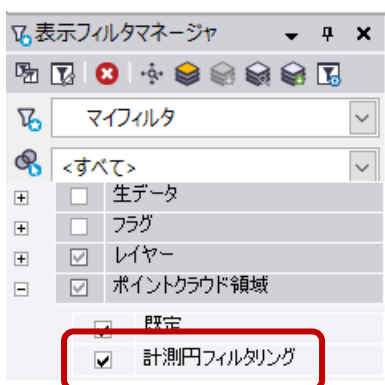 表示フィルタマネージャ
マイフィルタ
<すべて>
生データ
フラグ
レイヤー
ポイントクラウド領域
既定
計測円フィルタリング